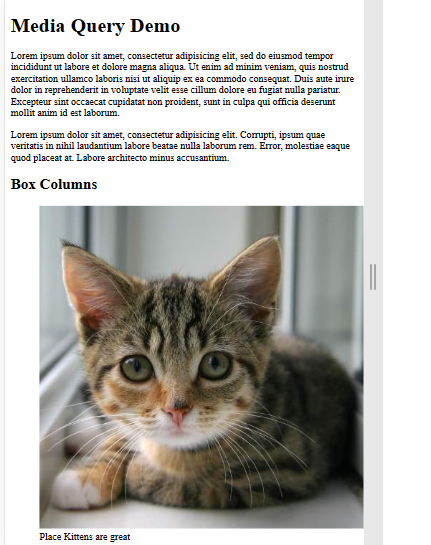 Media Query Demo
Lorem ipsum dolor sit amet, consectetur adipisicing elit, sed do eiusmod tempor
incididunt ut labore et dolore magna aliqua. Ut enim ad minim veniam, quis nostrud
exercitation ullamco laboris nisi ut aliquip ex ea commodo consequat. Duis aute irure
dolor in reprehenderit in voluptate velit esse cillum dolore eu fugiat nulla pariatur.
Excepteur sint occaecat cupidatat non proident, sunt in culpa qui officia deserunt
mollit anim id est laborum.
Lorem ipsum dolor sit amet, consectetur adipisicing elit. Corrupti, ipsum quae
veritatis in nihil laudantium labore beatae nulla laborum rem. Error, molestiae eaque
quod placeat at. Labore architecto minus accusantium.
Box Columns
Place Kittens are great